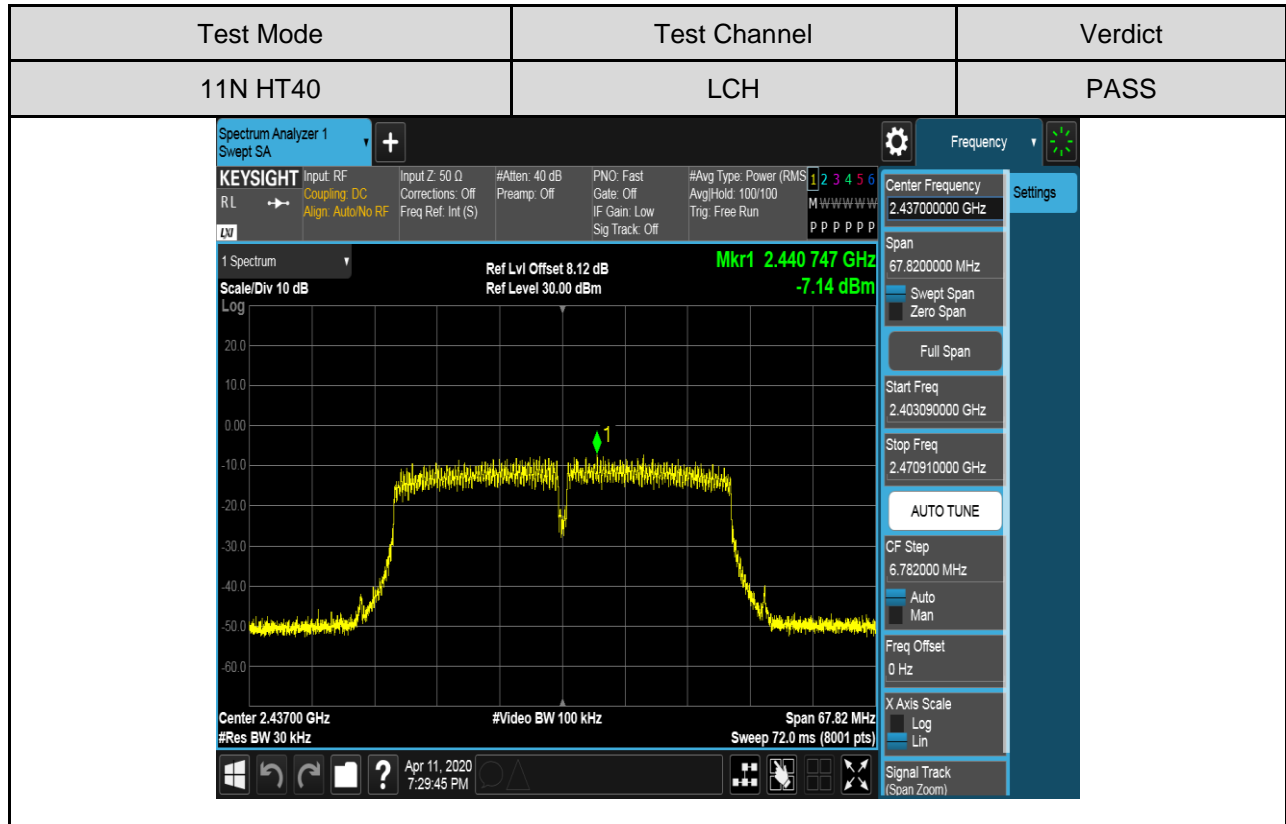 Test Mode Test Channel Verdict
11N HT40 LCH PASS
Spectrum Analyzer 1
Swept SA
Frequency
KEYSIGHT Input: RF Input Z: 50 Ω #Atten: 40 dB PNO: Fast #Avg Type: Power (RMS 1 2 3 4 5 6
Coupling: DC Corrections: Off Preamp: Off Gate: Off Avg|Hold: 100/100
R L Align: Auto/No RF Freq Ref: Int (S) IF Gain: Low Trig: Free Run M W W W W W
LXI Sig Track: Off P P P P P P
Center Frequency
2.437000000 GHz
Settings
1 Spectrum
Scale/Div 10 dB
Ref Lvl Offset 8.12 dB
Ref Level 30.00 dBm
Mkr1 2.440 747 GHz
-7.14 dBm
Log
20.0
10.0
0.00
-10.0
-20.0
-30.0
-40.0
-50.0
-60.0
1
Center 2.43700 GHz #Video BW 100 kHz Span 67.82 MHz
#Res BW 30 kHz Sweep 72.0 ms (8001 pts)
Span
67.8200000 MHz
Swept Span
Zero Span
Full Span
Start Freq
2.403090000 GHz
Stop Freq
2.470910000 GHz
AUTO TUNE
CF Step
6.782000 MHz
Auto
Man
Freq Offset
0 Hz
X Axis Scale
Log
Lin
Signal Track
(Span Zoom)
? Apr 11, 2020
7:29:45 PM